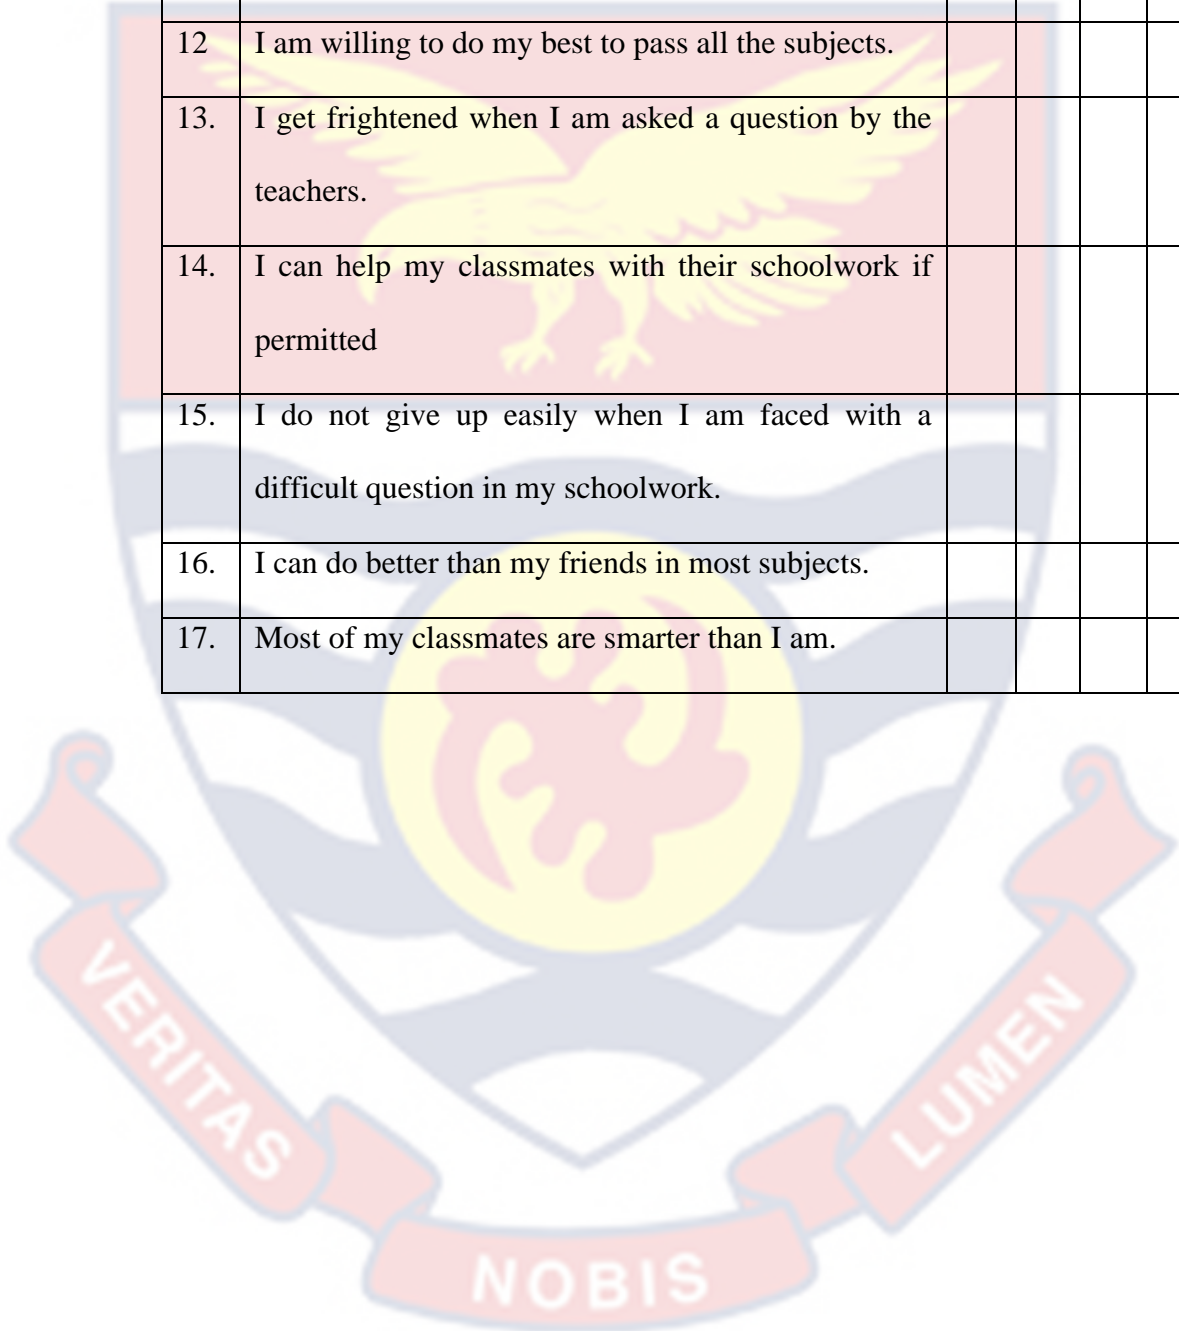 12 I am willing to do my best to pass all the subjects.
13. I get frightened when I am asked a question by the
teachers.
14. I can help my classmates with their schoolwork if
permitted
15. I do not give up easily when I am faced with a
difficult question in my schoolwork.
16. I can do better than my friends in most subjects.
17. Most of my classmates are smarter than I am.
VERITAS
NOBIS
LUMEN